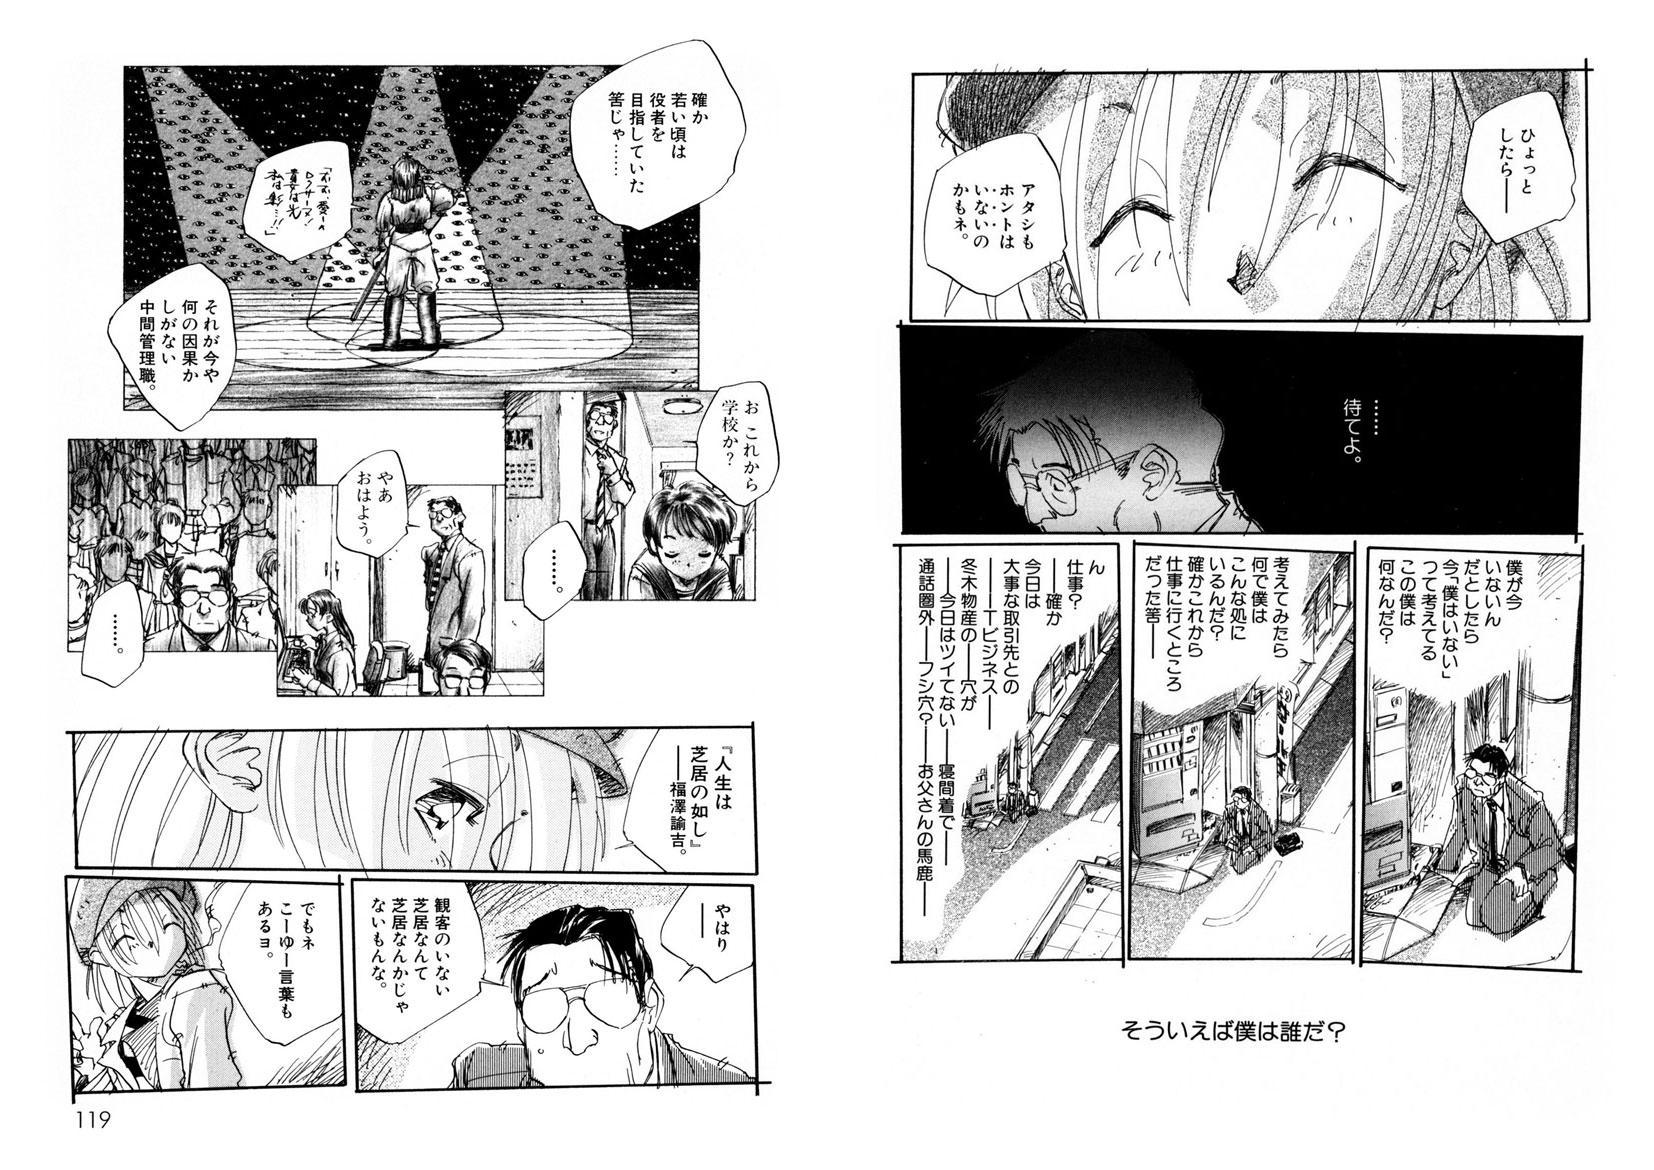 ひょっと
したら――
アタシも
ホントは
いないの
かもネ。
……
待てよ。
僕が今
いないん
だとしたら
今「僕はいない」
って考えてる
この僕は
何なんだ？
考えてみたら
何で僕は
こんな処に
いるんだ？
確かこれから
仕事に行くところ
だった筈――
ん
仕事？
――確か
今日は
大事な取引先との
――ITビジネス――
冬木物産の――穴が
――今日はツイてない――寝間着で――
通話圏外――フシ穴？――お父さんの馬鹿――
そういえば僕は誰だ？
確か
若い頃は
役者を
目指していた
筈じゃ……
ロクサーヌ！
それが今や
何の因果か
しがない
中間管理職。
お これから
学校か？
……。
やあ
おはよう。
……。
『人生は
芝居の如し』
――福澤諭吉。
やはり
――
観客のいない
芝居なんて
芝居なんかじゃ
ないもんな。
でもネ
こーゆー言葉も
あるヨ。
119